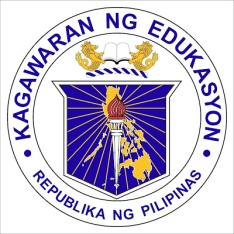 KAGAWARAN NG EDUKASYON
REPUBLIKA NG PILIPINAS